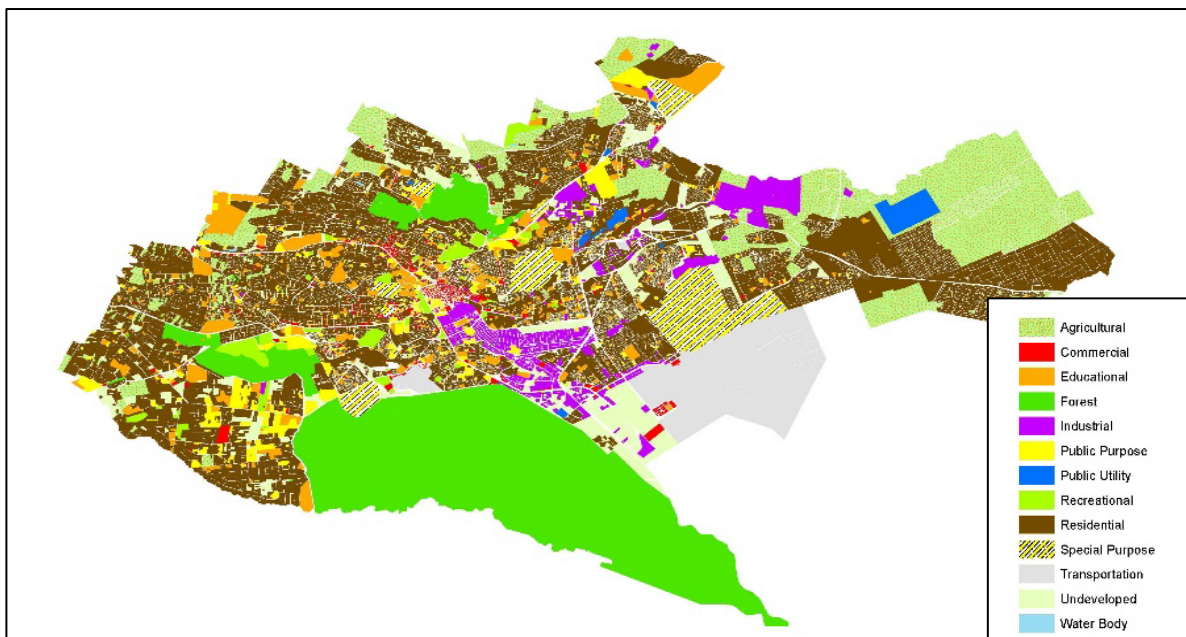 Agricultural
Commercial
Educational
Forest
Industrial
Public Purpose
Public Utility
Recreational
Residential
Special Purpose
Transportation
Undeveloped
Water Body